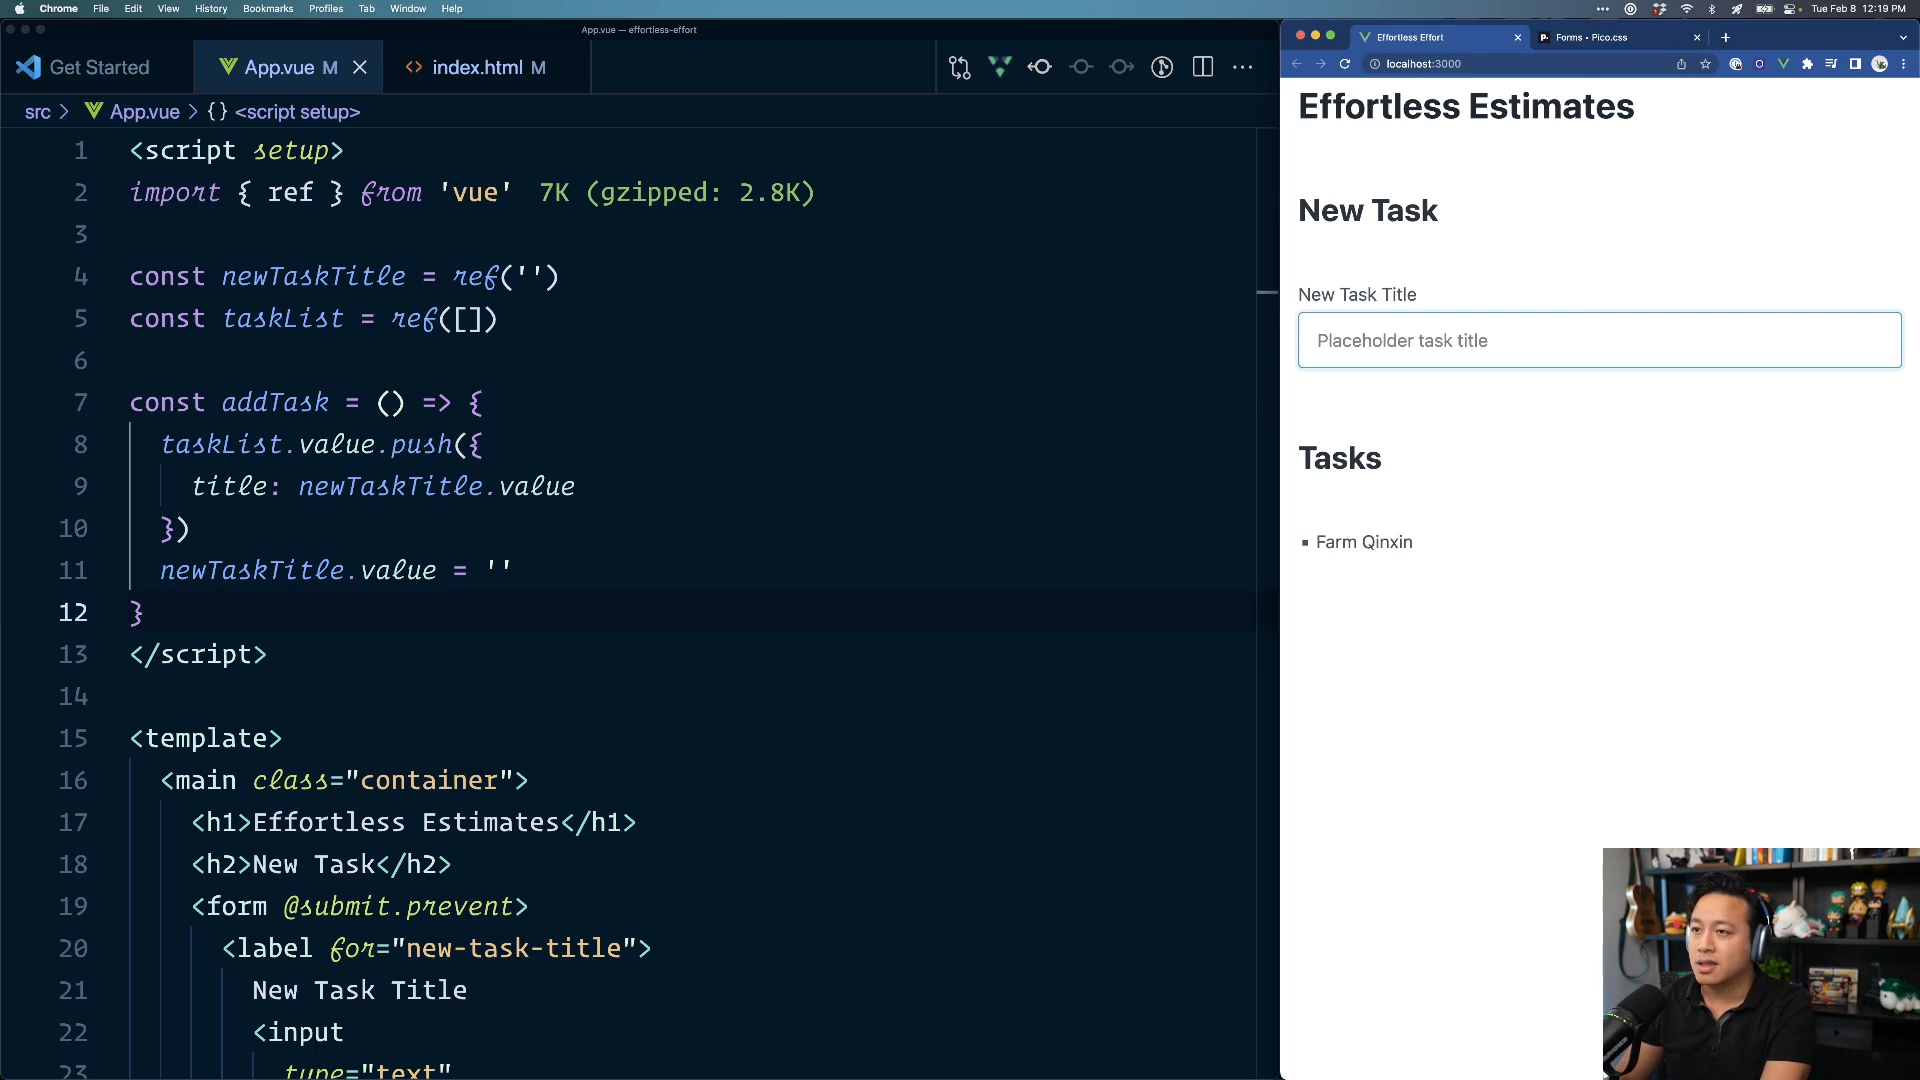 Chrome File Edit View History Bookmarks Profiles Tab Window Help
Tue Feb 8 12:19 PM
App.vue — effortless-effort
Get Started
App.vue M
<> index.html M
src > App.vue > {} <script setup>
1 <script setup>
2 import { ref } from 'vue' 7K (gzipped: 2.8K)
3
4 const newTaskTitle = ref('')
5 const taskList = ref([])
6
7 const addTask = () => {
8 taskList.value.push({
9 title: newTaskTitle.value
10 })
11 newTaskTitle.value = ''
12 }
13 </script>
14
15 <template>
16 <main class="container">
17 <h1>Effortless Estimates</h1>
18 <h2>New Task</h2>
19 <form @submit.prevent>
20 <label for="new-task-title">
21 New Task Title
22 <input
23 type="text"
Effortless Effort
Forms • Pico.css
localhost:3000
Effortless Estimates
New Task
New Task Title
Placeholder task title
Tasks
▪ Farm Qinxin